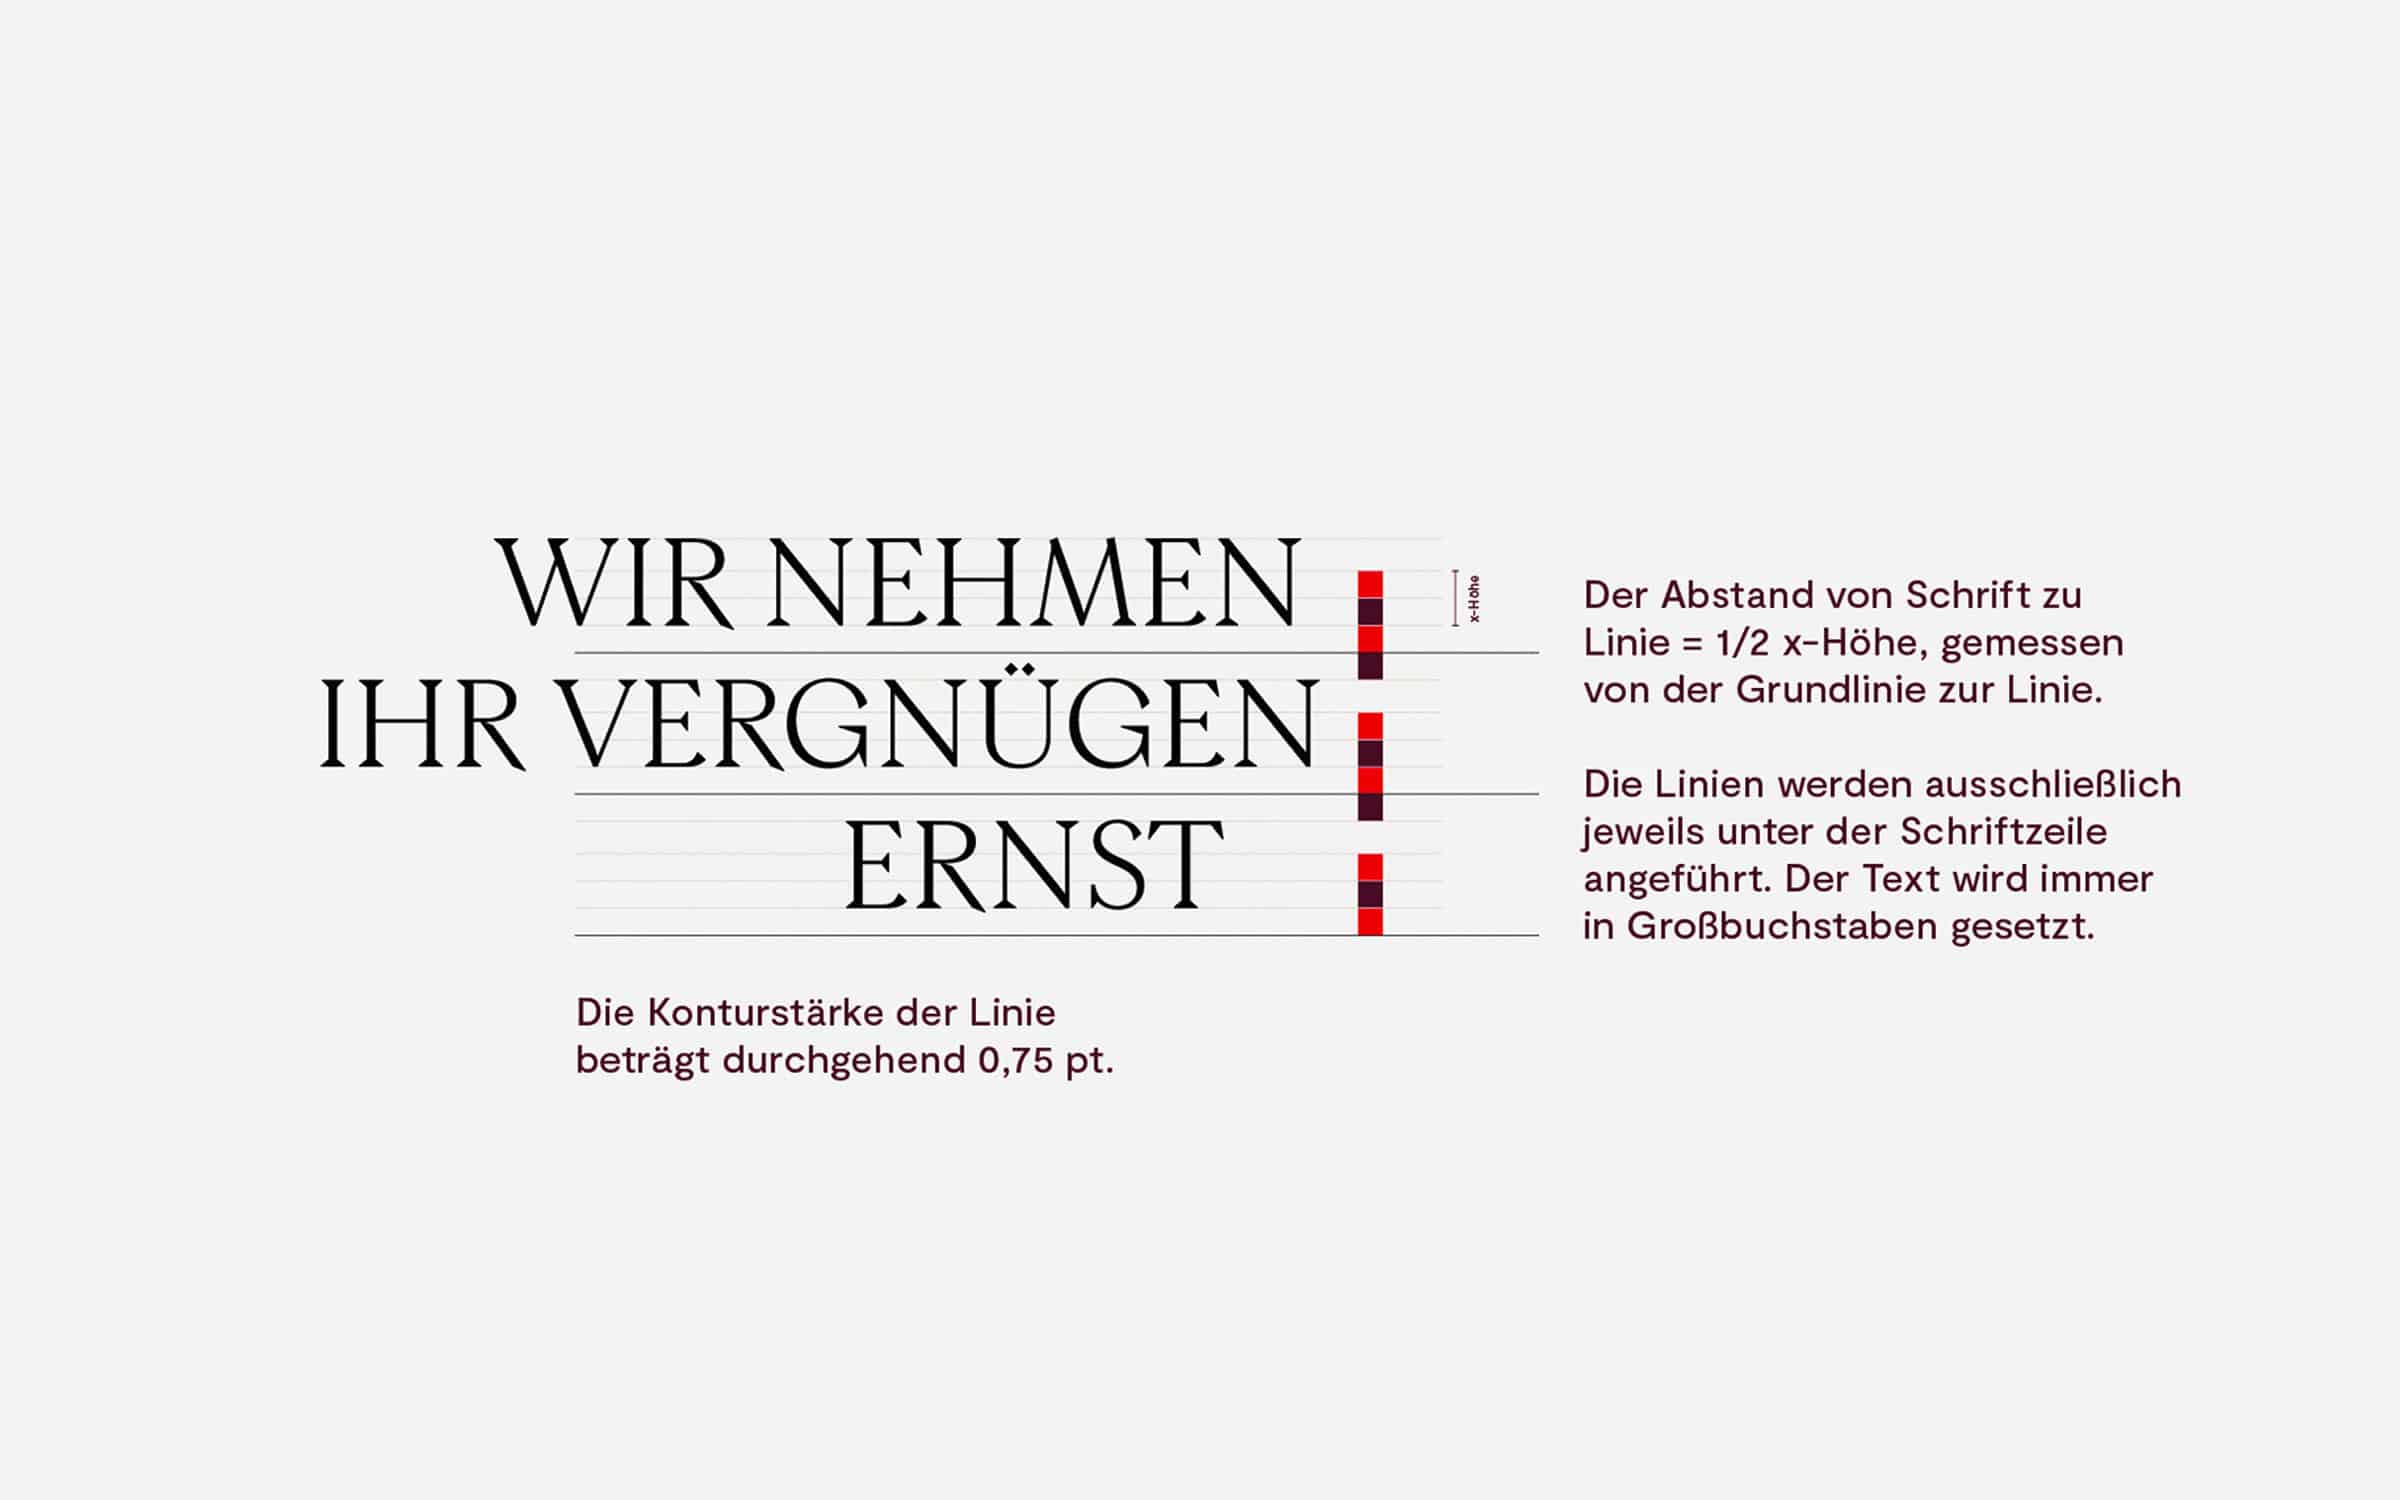 WIR NEHMEN
IHR VERGNÜGEN
ERNST
x-Höhe
Der Abstand von Schrift zu
Linie = 1/2 x-Höhe, gemessen
von der Grundlinie zur Linie.
Die Linien werden ausschließlich
jeweils unter der Schriftzeile
angeführt. Der Text wird immer
in Großbuchstaben gesetzt.
Die Konturstärke der Linie
beträgt durchgehend 0,75 pt.